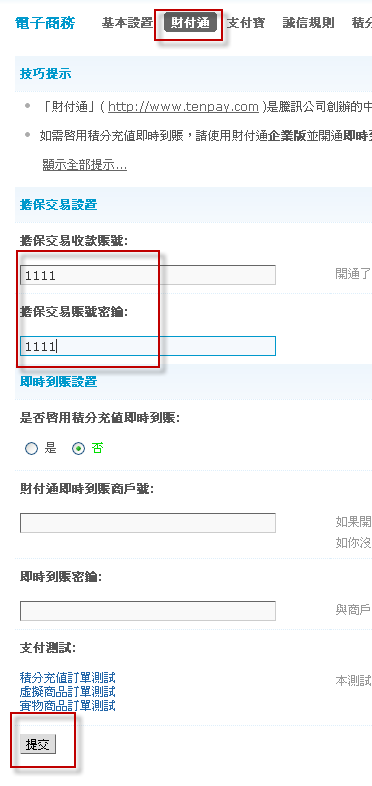 電子商務 基本設置 財付通 支付寶 誠信規則 積分
技巧提示
「財付通」( http://www.tenpay.com )是騰訊公司創辦的中
如需啓用積分充值即時到賬，請使用財付通企業版並開通即時
顯示全部提示...
擔保交易設置
擔保交易收款賬號:
1111 開通了
擔保交易賬號密鑰:
1111
即時到賬設置
是否啓用積分充值即時到賬:
是 否
財付通即時到賬商戶號:
如果開
如你沒
即時到賬密鑰:
與商戶
支付測試:
積分充值訂單測試 本測試
虛擬商品訂單測試
實物商品訂單測試
提交